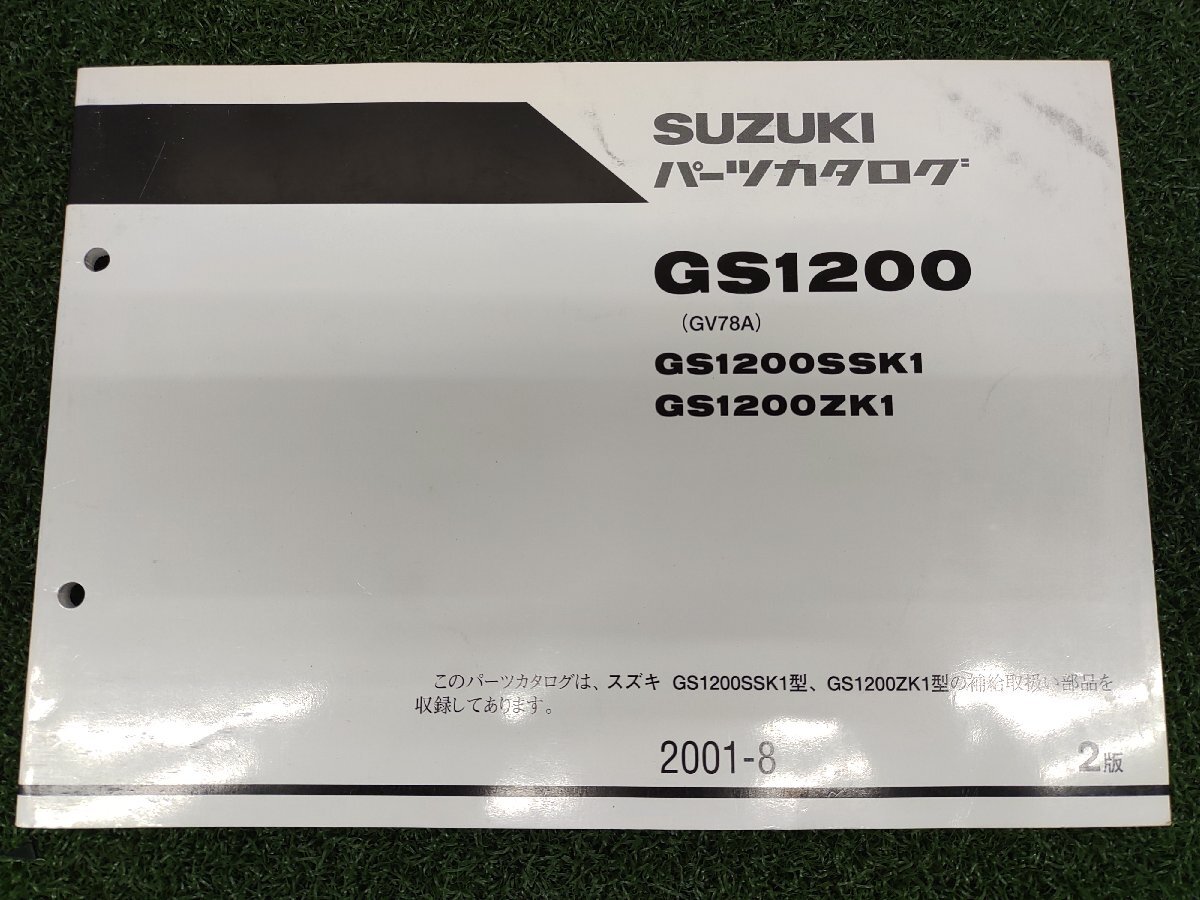 SUZUKI
パーツカタログ
GS1200
(GV78A)
GS1200SSK1
GS1200ZK1
このパーツカタログは、スズキ GS1200SSK1型、GS1200ZK1型の補給取扱い部品を
収録してあります。
2001-8 2版